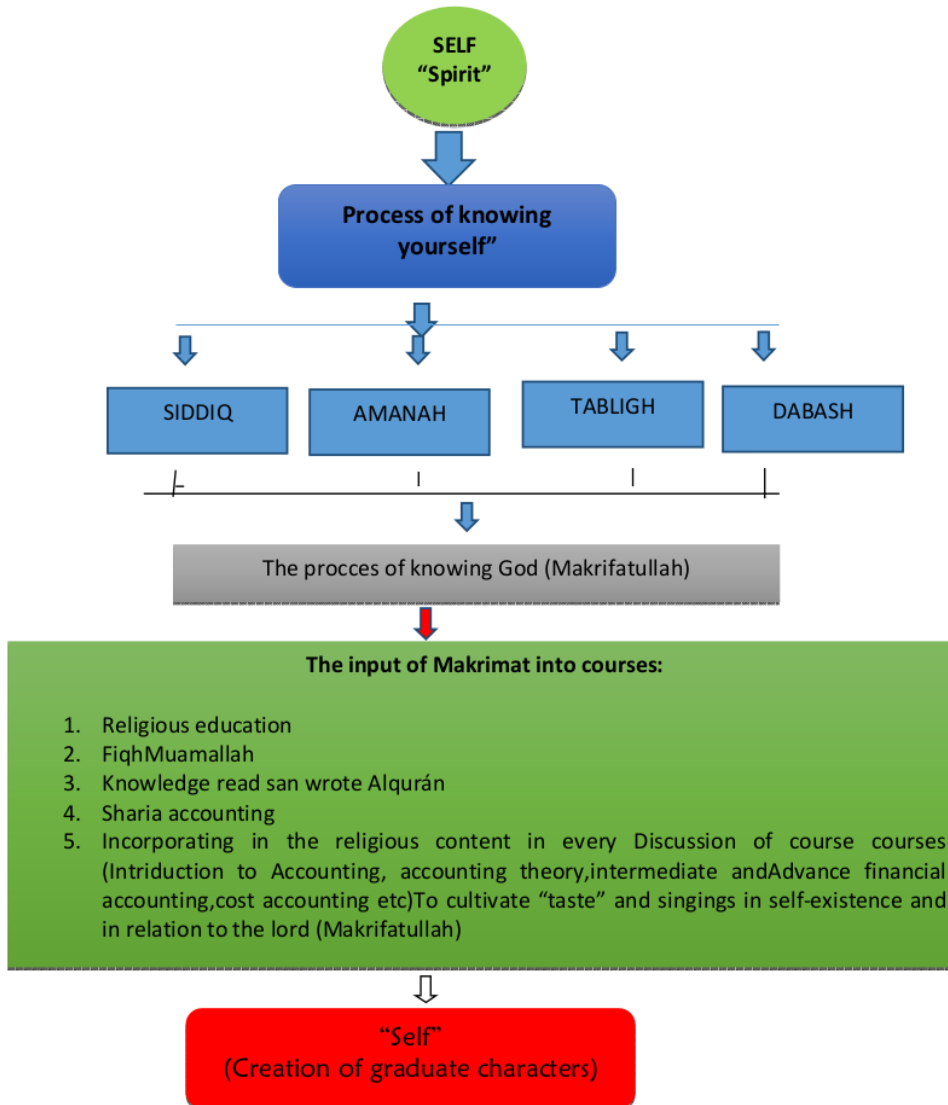 SELF
“Spirit”
Process of knowing
yourself”
SIDDIQ
AMANAH
TABLIGH
DABASH
The procces of knowing God (Makrifatullah)
The input of Makrimat into courses:
1. Religious education
2. FiqhMuamallah
3. Knowledge read san wrote Alqurán
4. Sharia accounting
5. Incorporating in the religious content in every Discussion of course courses
(Intriduction to Accounting, accounting theory,intermediate andAdvance financial
accounting,cost accounting etc)To cultivate “taste” and singings in self-existence and
in relation to the lord (Makrifatullah)
“Self”
(Creation of graduate characters)